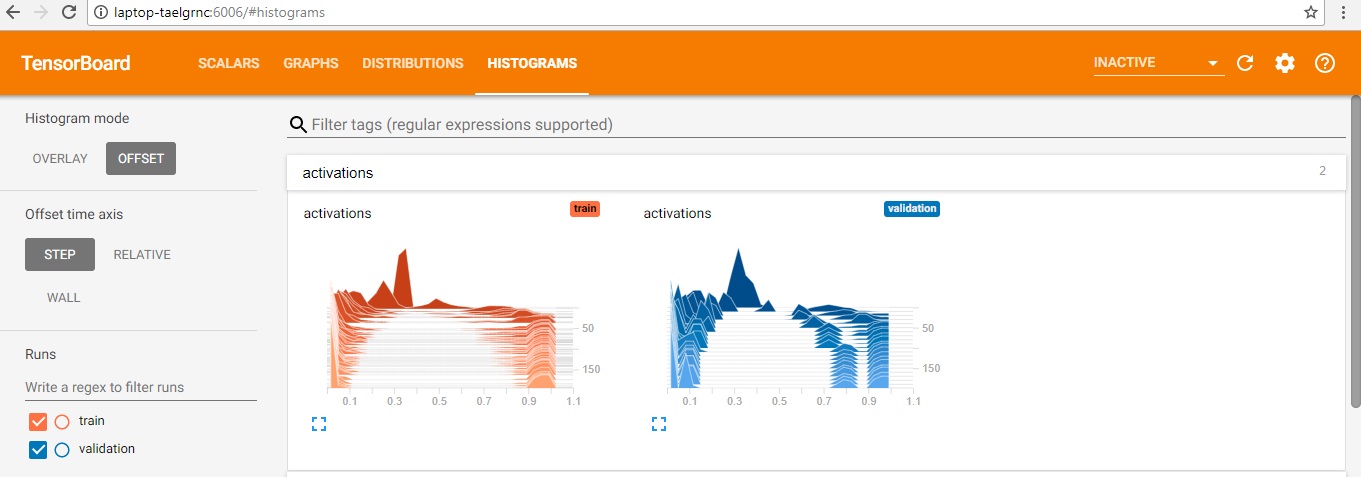 laptop-taelgrnc:6006/#histograms
TensorBoard SCALARS GRAPHS DISTRIBUTIONS HISTOGRAMS INACTIVE
Histogram mode
OVERLAY OFFSET
Offset time axis
STEP RELATIVE
WALL
Runs
Write a regex to filter runs
train
validation
Filter tags (regular expressions supported)
activations 2
activations train
50
150
0.1 0.3 0.5 0.7 0.9 1.1
activations validation
50
150
0.1 0.3 0.5 0.7 0.9 1.1